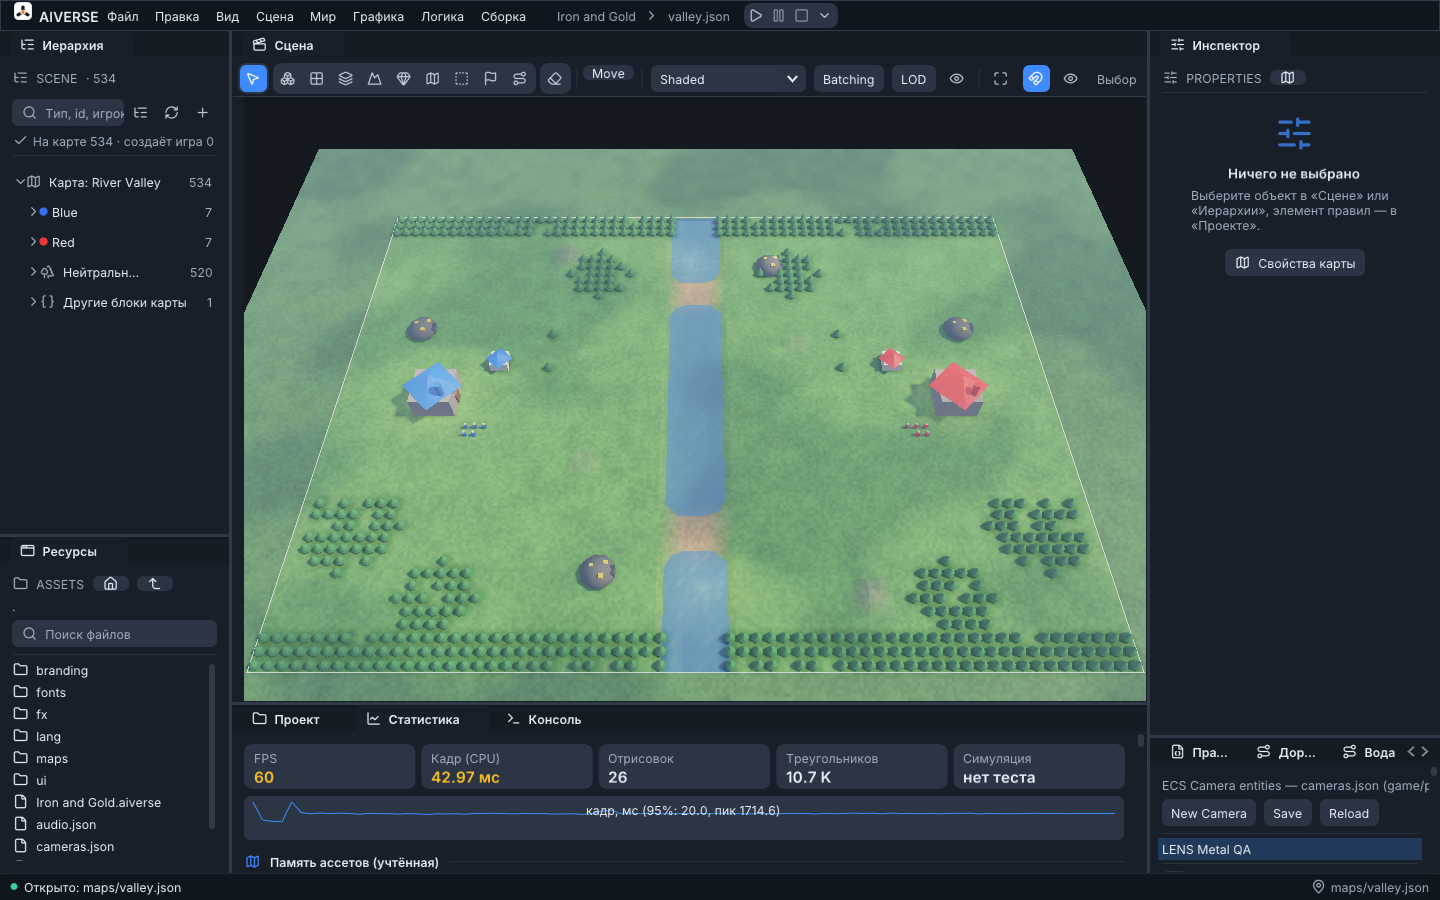 AIVERSE Файл Правка Вид Сцена Мир Графика Логика Сборка Iron and Gold valley.json
Иерархия
SCENE · 534
Тип, id, игрок
На карте 534 · создаёт игра 0
Карта: River Valley 534
Blue 7
Red 7
Нейтральн... 520
Другие блоки карты 1
Ресурсы
ASSETS
.
Поиск файлов
branding
fonts
fx
lang
maps
ui
Iron and Gold.aiverse
audio.json
cameras.json
Сцена
Move Shaded Batching LOD Выбор
Проект Статистика Консоль
FPS
60
Кадр (CPU)
42.97 мс
Отрисовок
26
Треугольников
10.7 K
Симуляция
нет теста
кадр, мс (95%: 20.0, пик 1714.6)
Память ассетов (учтённая)
Инспектор
PROPERTIES
Ничего не выбрано
Выберите объект в «Сцене» или
«Иерархии», элемент правил — в
«Проекте».
Свойства карты
Пра... Дор... Вода
ECS Camera entities — cameras.json (game/p
New Camera Save Reload
LENS Metal QA
Открыто: maps/valley.json
maps/valley.json